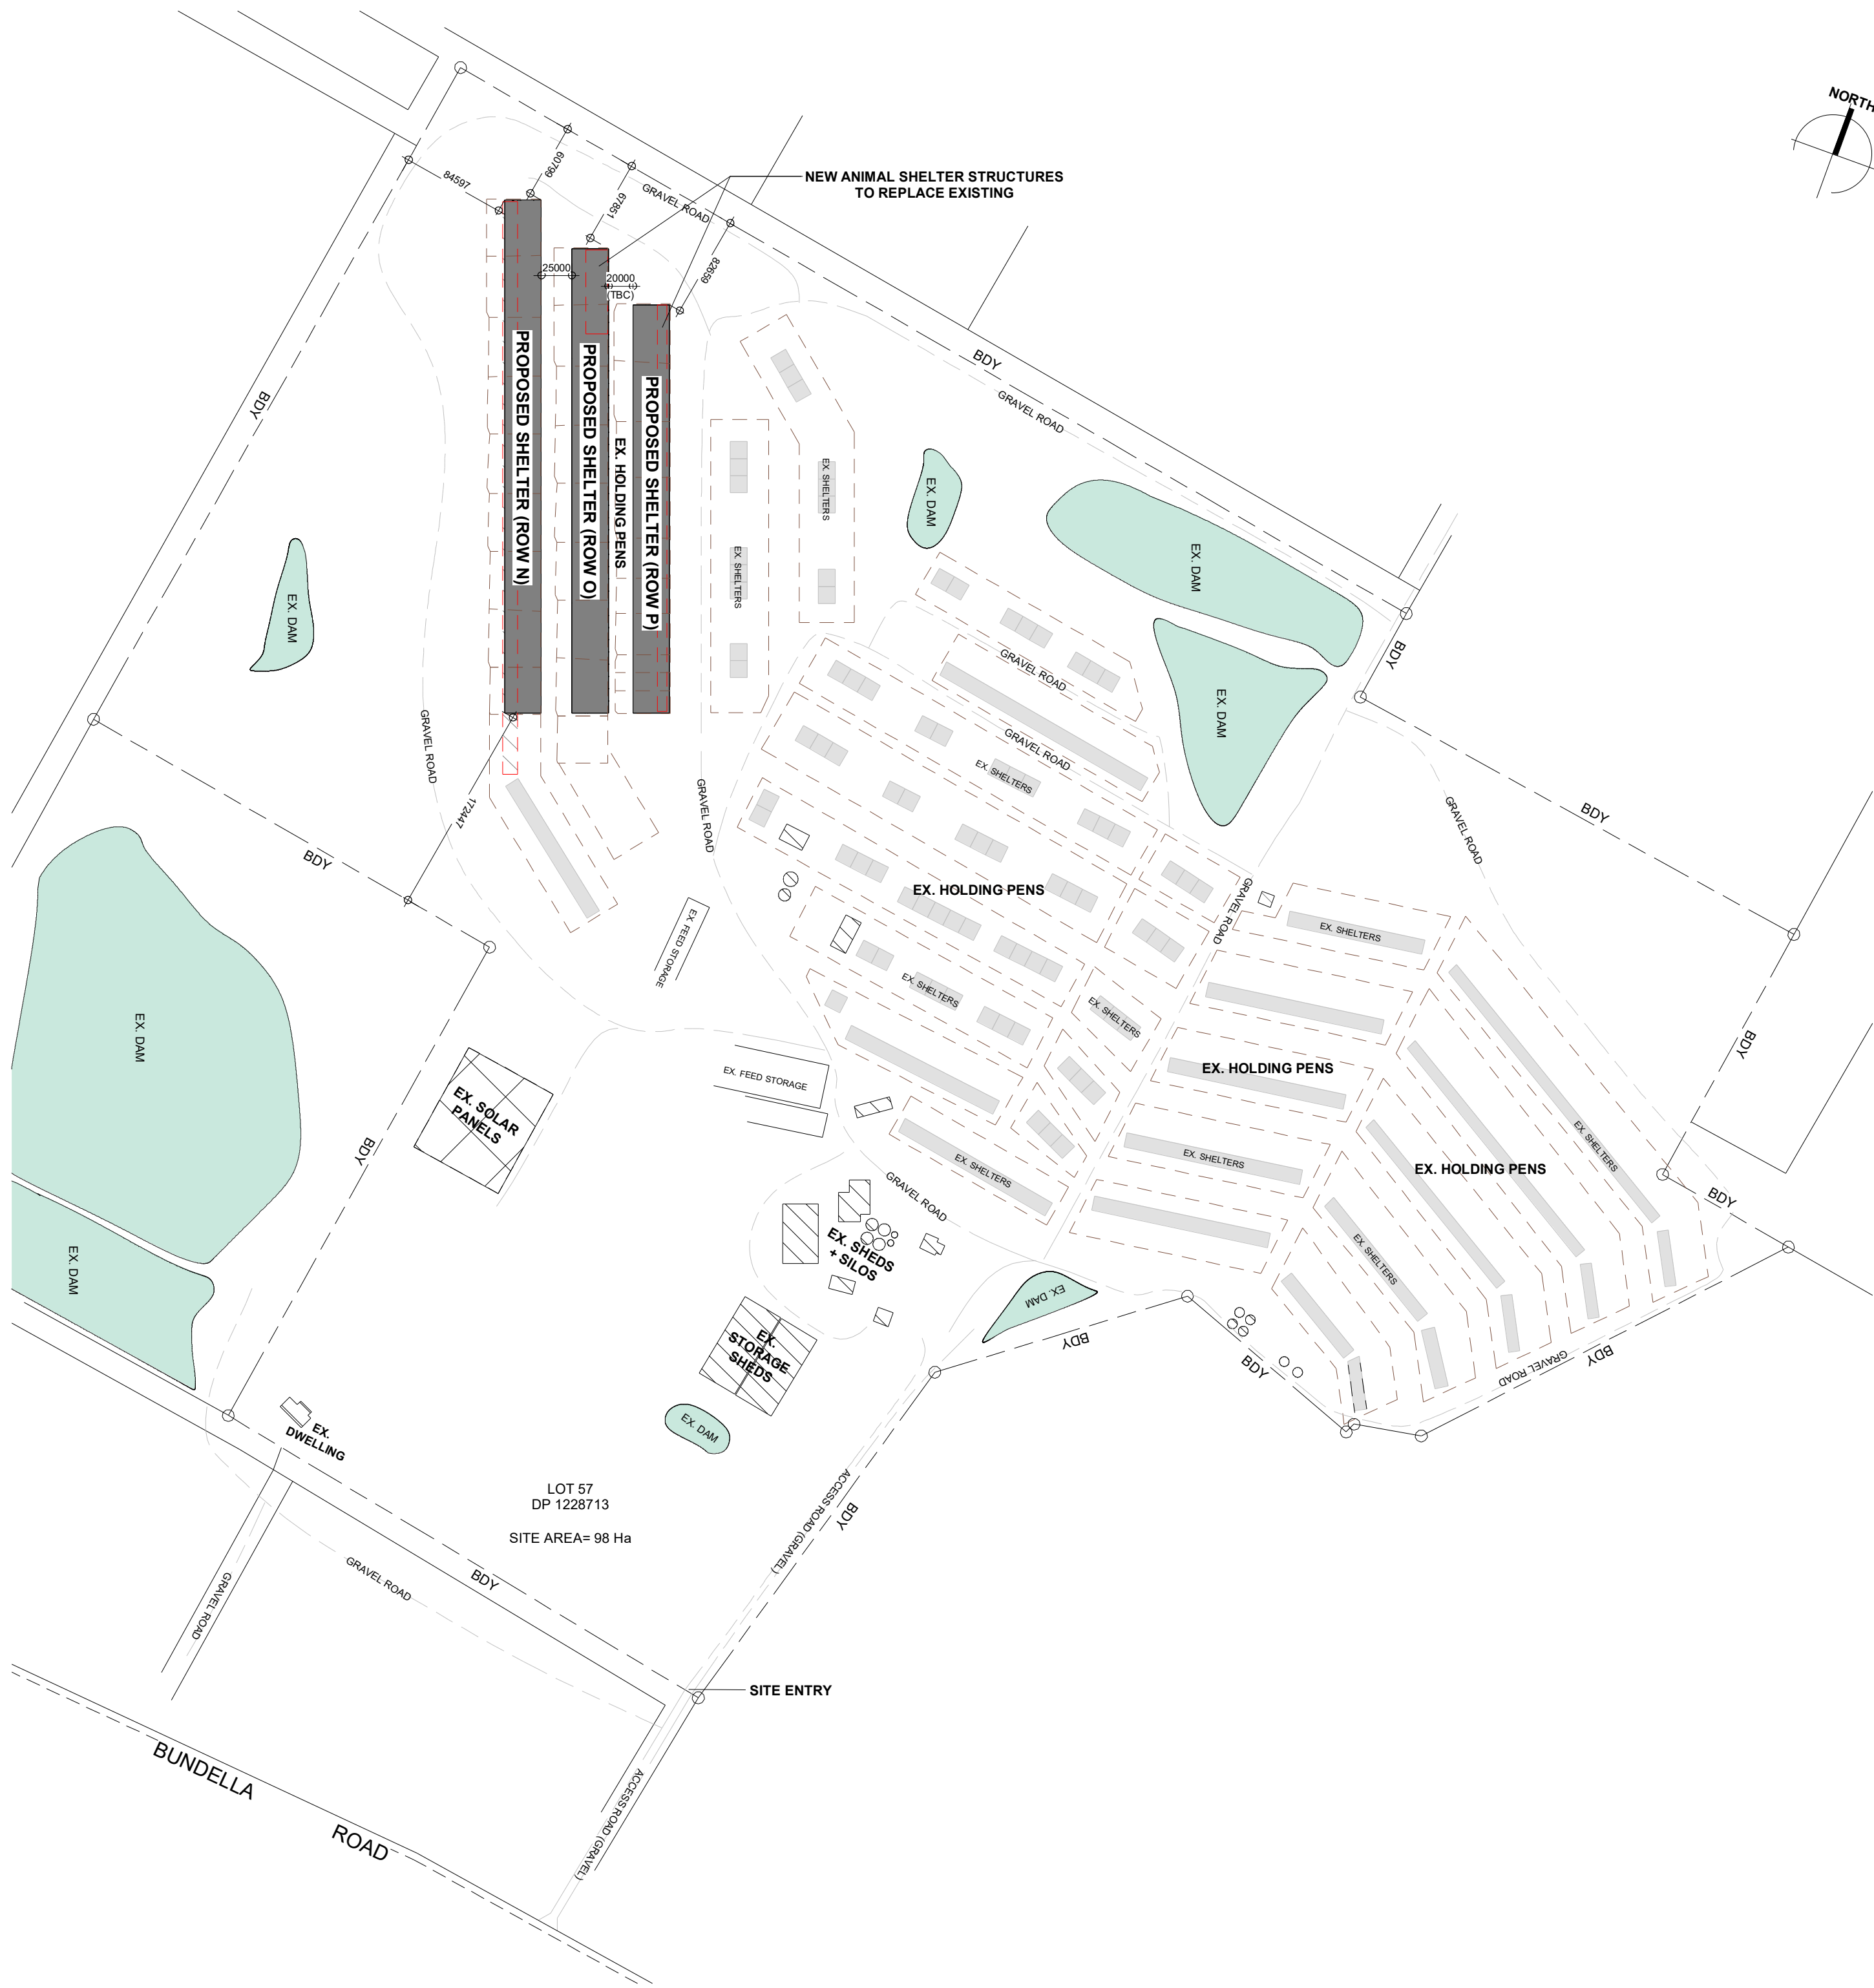 NORTH
NEW ANIMAL SHELTER STRUCTURES
TO REPLACE EXISTING
84597
60799
67851
GRAVEL ROAD
82659
25000
20000
(TBC)
PROPOSED SHELTER (ROW N)
PROPOSED SHELTER (ROW O)
EX. HOLDING PENS
PROPOSED SHELTER (ROW P)
BDY
BDY
GRAVEL ROAD
EX. SHELTERS
EX. SHELTERS
EX. DAM
EX. DAM
EX. DAM
EX. DAM
BDY
GRAVEL ROAD
GRAVEL ROAD
EX. SHELTERS
GRAVEL ROAD
GRAVEL ROAD
172447
BDY
BDY
GRAVEL ROAD
EX. HOLDING PENS
GRAVEL ROAD
EX. SHELTERS
EX. FEED STORAGE
EX. SHELTERS
EX. SHELTERS
EX. DAM
BDY
EX. FEED STORAGE
EX. HOLDING PENS
EX. SOLAR
PANELS
BDY
EX. SHELTERS
EX. SHELTERS
EX. SHELTERS
EX. HOLDING PENS
BDY
GRAVEL ROAD
EX. SHEDS
+ SILOS
EX. SHELTERS
EX. DAM
EX. DAM
BDY
BDY
BDY
GRAVEL ROAD
EX.
STORAGE
SHEDS
EX. DAM
EX.
DWELLING
LOT 57
DP 1228713
SITE AREA= 98 Ha
ACCESS ROAD (GRAVEL)
BDY
BDY
GRAVEL ROAD
GRAVEL ROAD
SITE ENTRY
ACCESS ROAD (GRAVEL)
BUNDELLA
ROAD